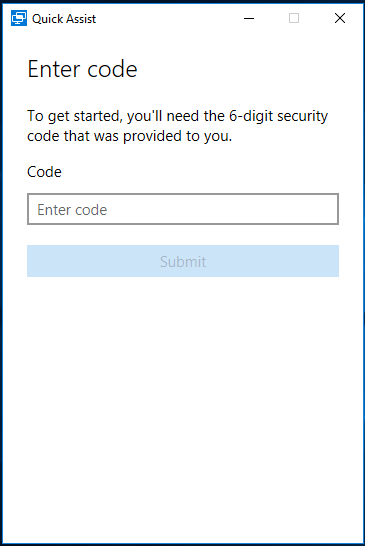 Quick Assist
Enter code
To get started, you'll need the 6-digit security
code that was provided to you.
Code
Enter code
Submit